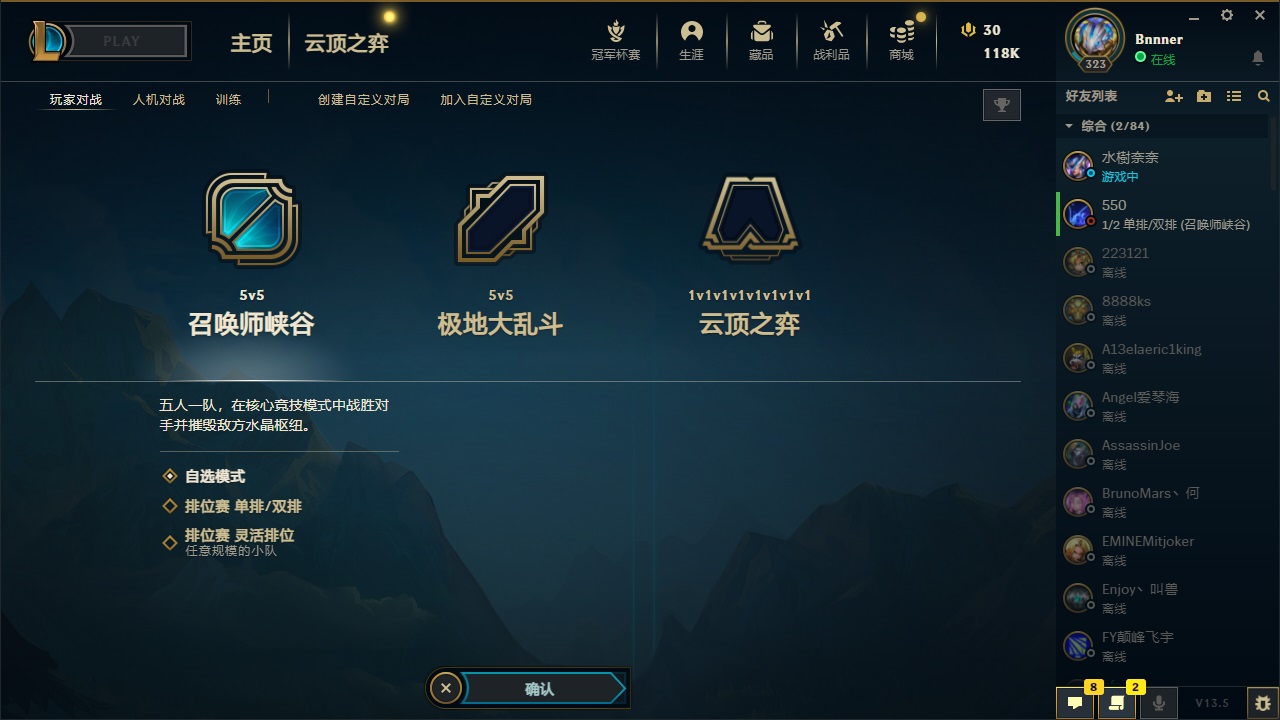 PLAY
主页
云顶之弈
冠军杯赛
生涯
藏品
战利品
商城
30
118K
323
Bnnner
在线
玩家对战
人机对战
训练
创建自定义对局
加入自定义对局
好友列表
综合 (2/84)
水樹奈奈
游戏中
550
1/2 单排/双排 (召唤师峡谷)
223121
离线
8888ks
离线
A13elaeric1king
离线
Angel爱琴海
离线
AssassinJoe
离线
BrunoMars丶何
离线
EMINEMitjoker
离线
Enjoy丶叫兽
离线
FY颠峰飞宇
离线
5v5
召唤师峡谷
5v5
极地大乱斗
1v1v1v1v1v1v1v1
云顶之弈
五人一队，在核心竞技模式中战胜对
手并摧毁敌方水晶枢纽。
自选模式
排位赛 单排/双排
排位赛 灵活排位
任意规模的小队
确认
8
2
V13.5